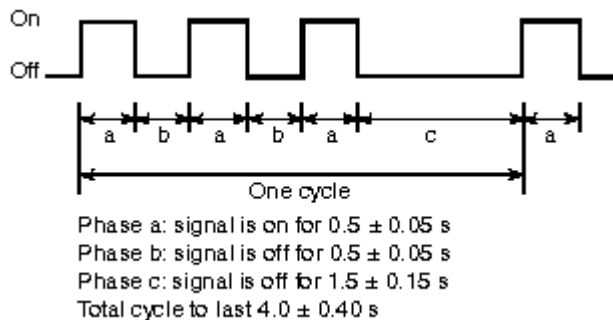 On
Off
a b a b a c a
One cycle
Phase a: signal is on for 0.5 ± 0.05 s
Phase b: signal is off for 0.5 ± 0.05 s
Phase c: signal is off for 1.5 ± 0.15 s
Total cycle to last 4.0 ± 0.40 s